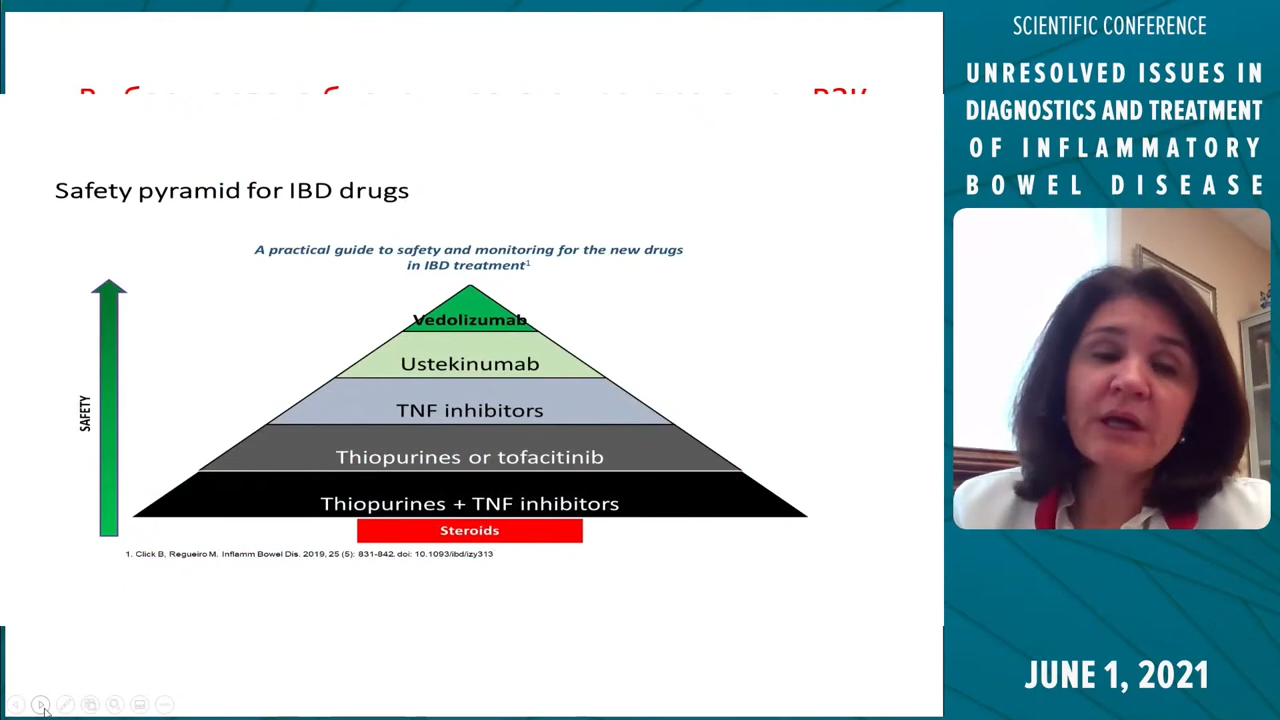 Safety pyramid for IBD drugs
A practical guide to safety and monitoring for the new drugs
in IBD treatment¹
SAFETY
Vedolizumab
Ustekinumab
TNF inhibitors
Thiopurines or tofacitinib
Thiopurines + TNF inhibitors
Steroids
1. Click B, Regueiro M. Inflamm Bowel Dis. 2019, 25 (5): 831-842. doi: 10.1093/ibd/izy313
SCIENTIFIC CONFERENCE
UNRESOLVED ISSUES IN
DIAGNOSTICS AND TREATMENT
OF INFLAMMATORY
BOWEL DISEASE
JUNE 1, 2021